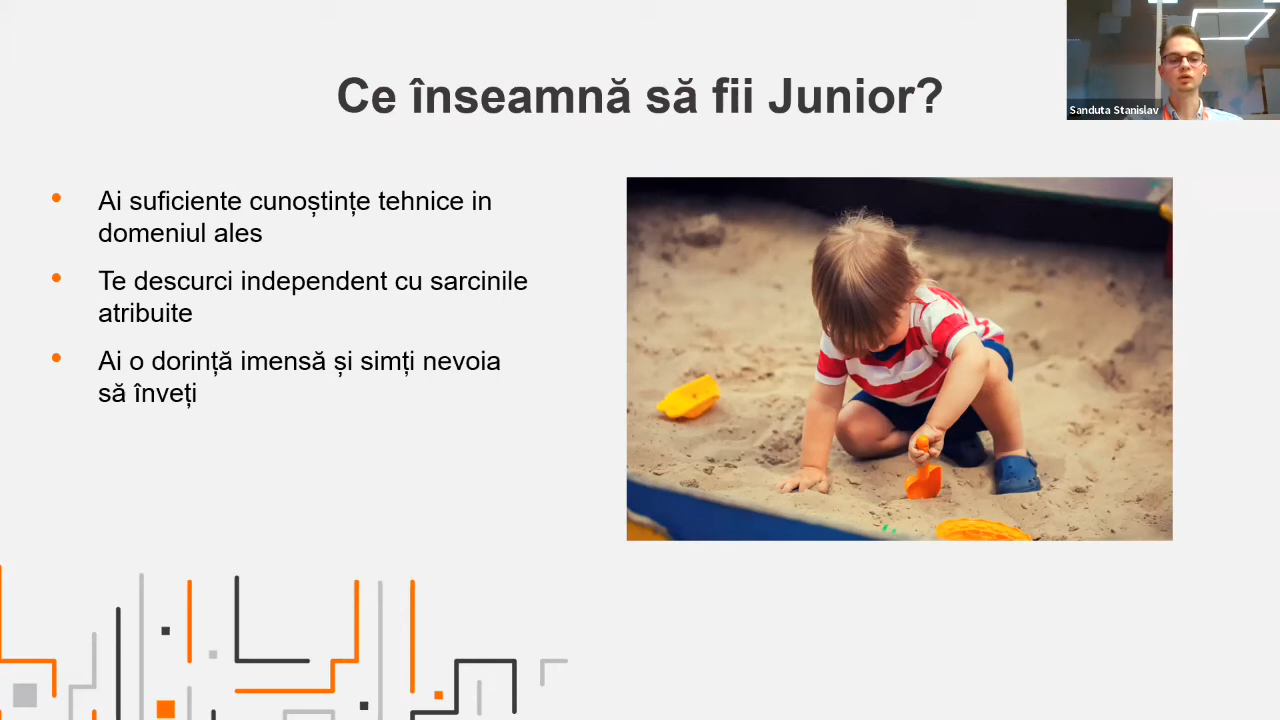 Ce înseamnă să fii Junior?
Sanduta Stanislav
Ai suficiente cunoștințe tehnice in
domeniul ales
Te descurci independent cu sarcinile
atribuite
Ai o dorință imensă și simți nevoia
să înveți